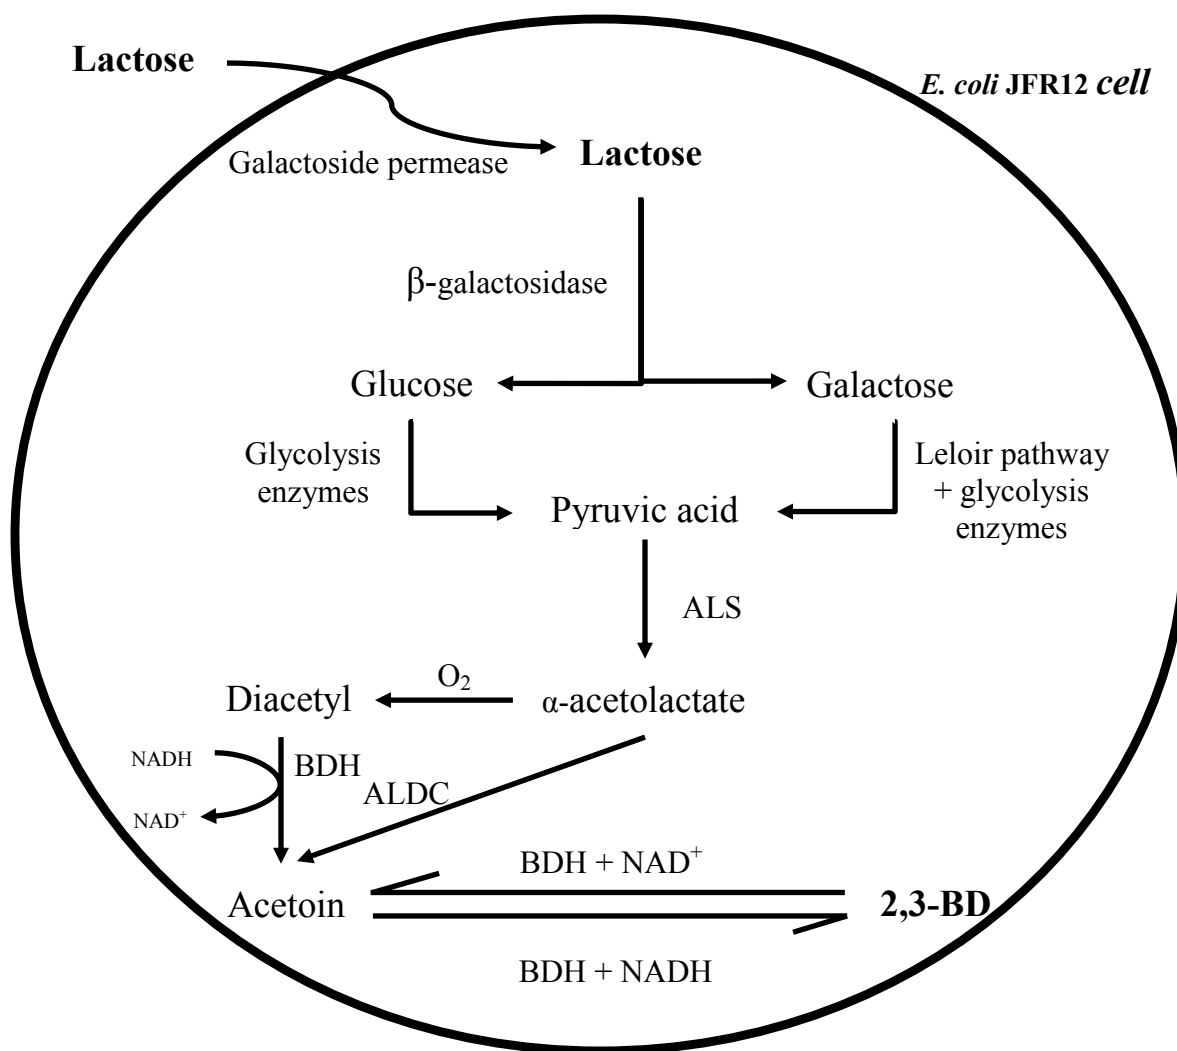 Lactose
E. coli JFR12 cell
Galactoside permease
Lactose
β-galactosidase
Glucose
Galactose
Glycolysis
enzymes
Leloir pathway
+ glycolysis
enzymes
Pyruvic acid
ALS
O₂
Diacetyl
α-acetolactate
NADH
BDH
ALDC
NAD⁺
BDH + NAD⁺
Acetoin
2,3-BD
BDH + NADH